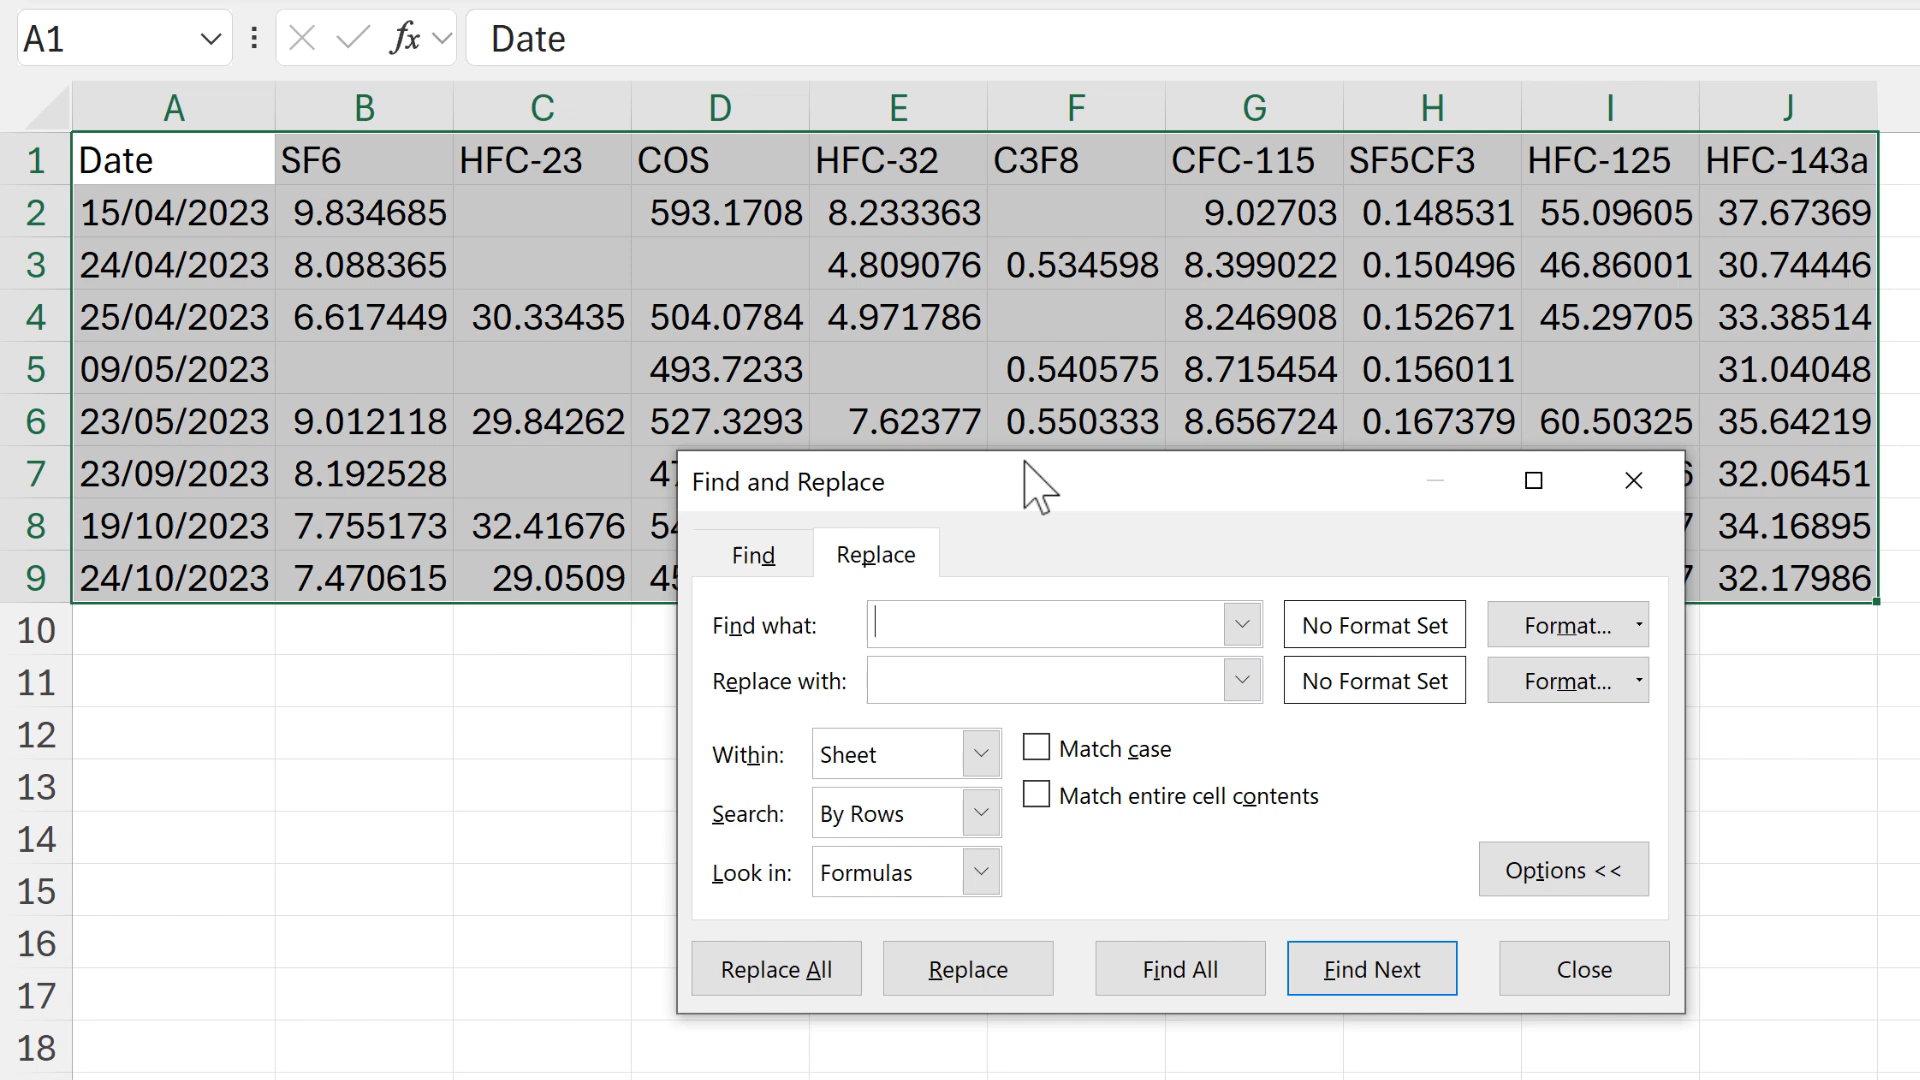 A1 fx Date
A B C D E F G H I J
1 Date SF6 HFC-23 COS HFC-32 C3F8 CFC-115 SF5CF3 HFC-125 HFC-143a
2 15/04/2023 9.834685 593.1708 8.233363 9.02703 0.148531 55.09605 37.67369
3 24/04/2023 8.088365 4.809076 0.534598 8.399022 0.150496 46.86001 30.74446
4 25/04/2023 6.617449 30.33435 504.0784 4.971786 8.246908 0.152671 45.29705 33.38514
5 09/05/2023 493.7233 0.540575 8.715454 0.156011 31.04048
6 23/05/2023 9.012118 29.84262 527.3293 7.62377 0.550333 8.656724 0.167379 60.50325 35.64219
7 23/09/2023 8.192528 32.06451
8 19/10/2023 7.755173 32.41676 34.16895
9 24/10/2023 7.470615 29.0509 32.17986
10
11
12
13
14
15
16
17
18
Find and Replace
Find Replace
Find what: No Format Set Format...
Replace with: No Format Set Format...
Within: Sheet Match case
Search: By Rows Match entire cell contents
Look in: Formulas Options <<
Replace All Replace Find All Find Next Close